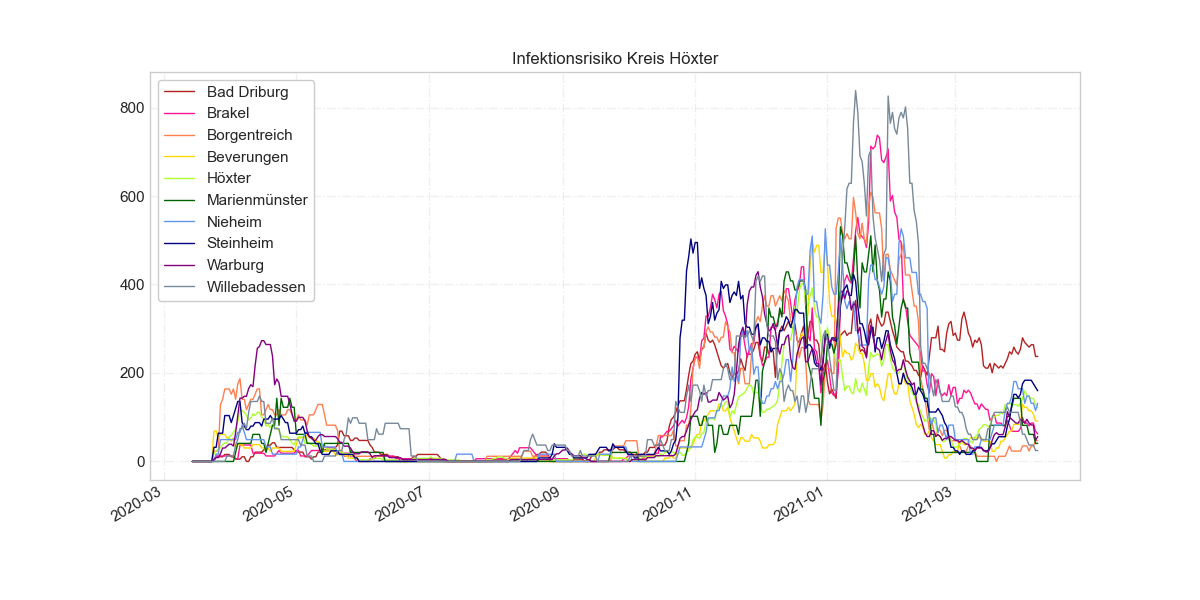 Infektionsrisiko Kreis Höxter
800
600
400
200
0
Bad Driburg
Brakel
Borgentreich
Beverungen
Höxter
Marienmünster
Nieheim
Steinheim
Warburg
Willebadessen
2020-03
2020-05
2020-07
2020-09
2020-11
2021-01
2021-03